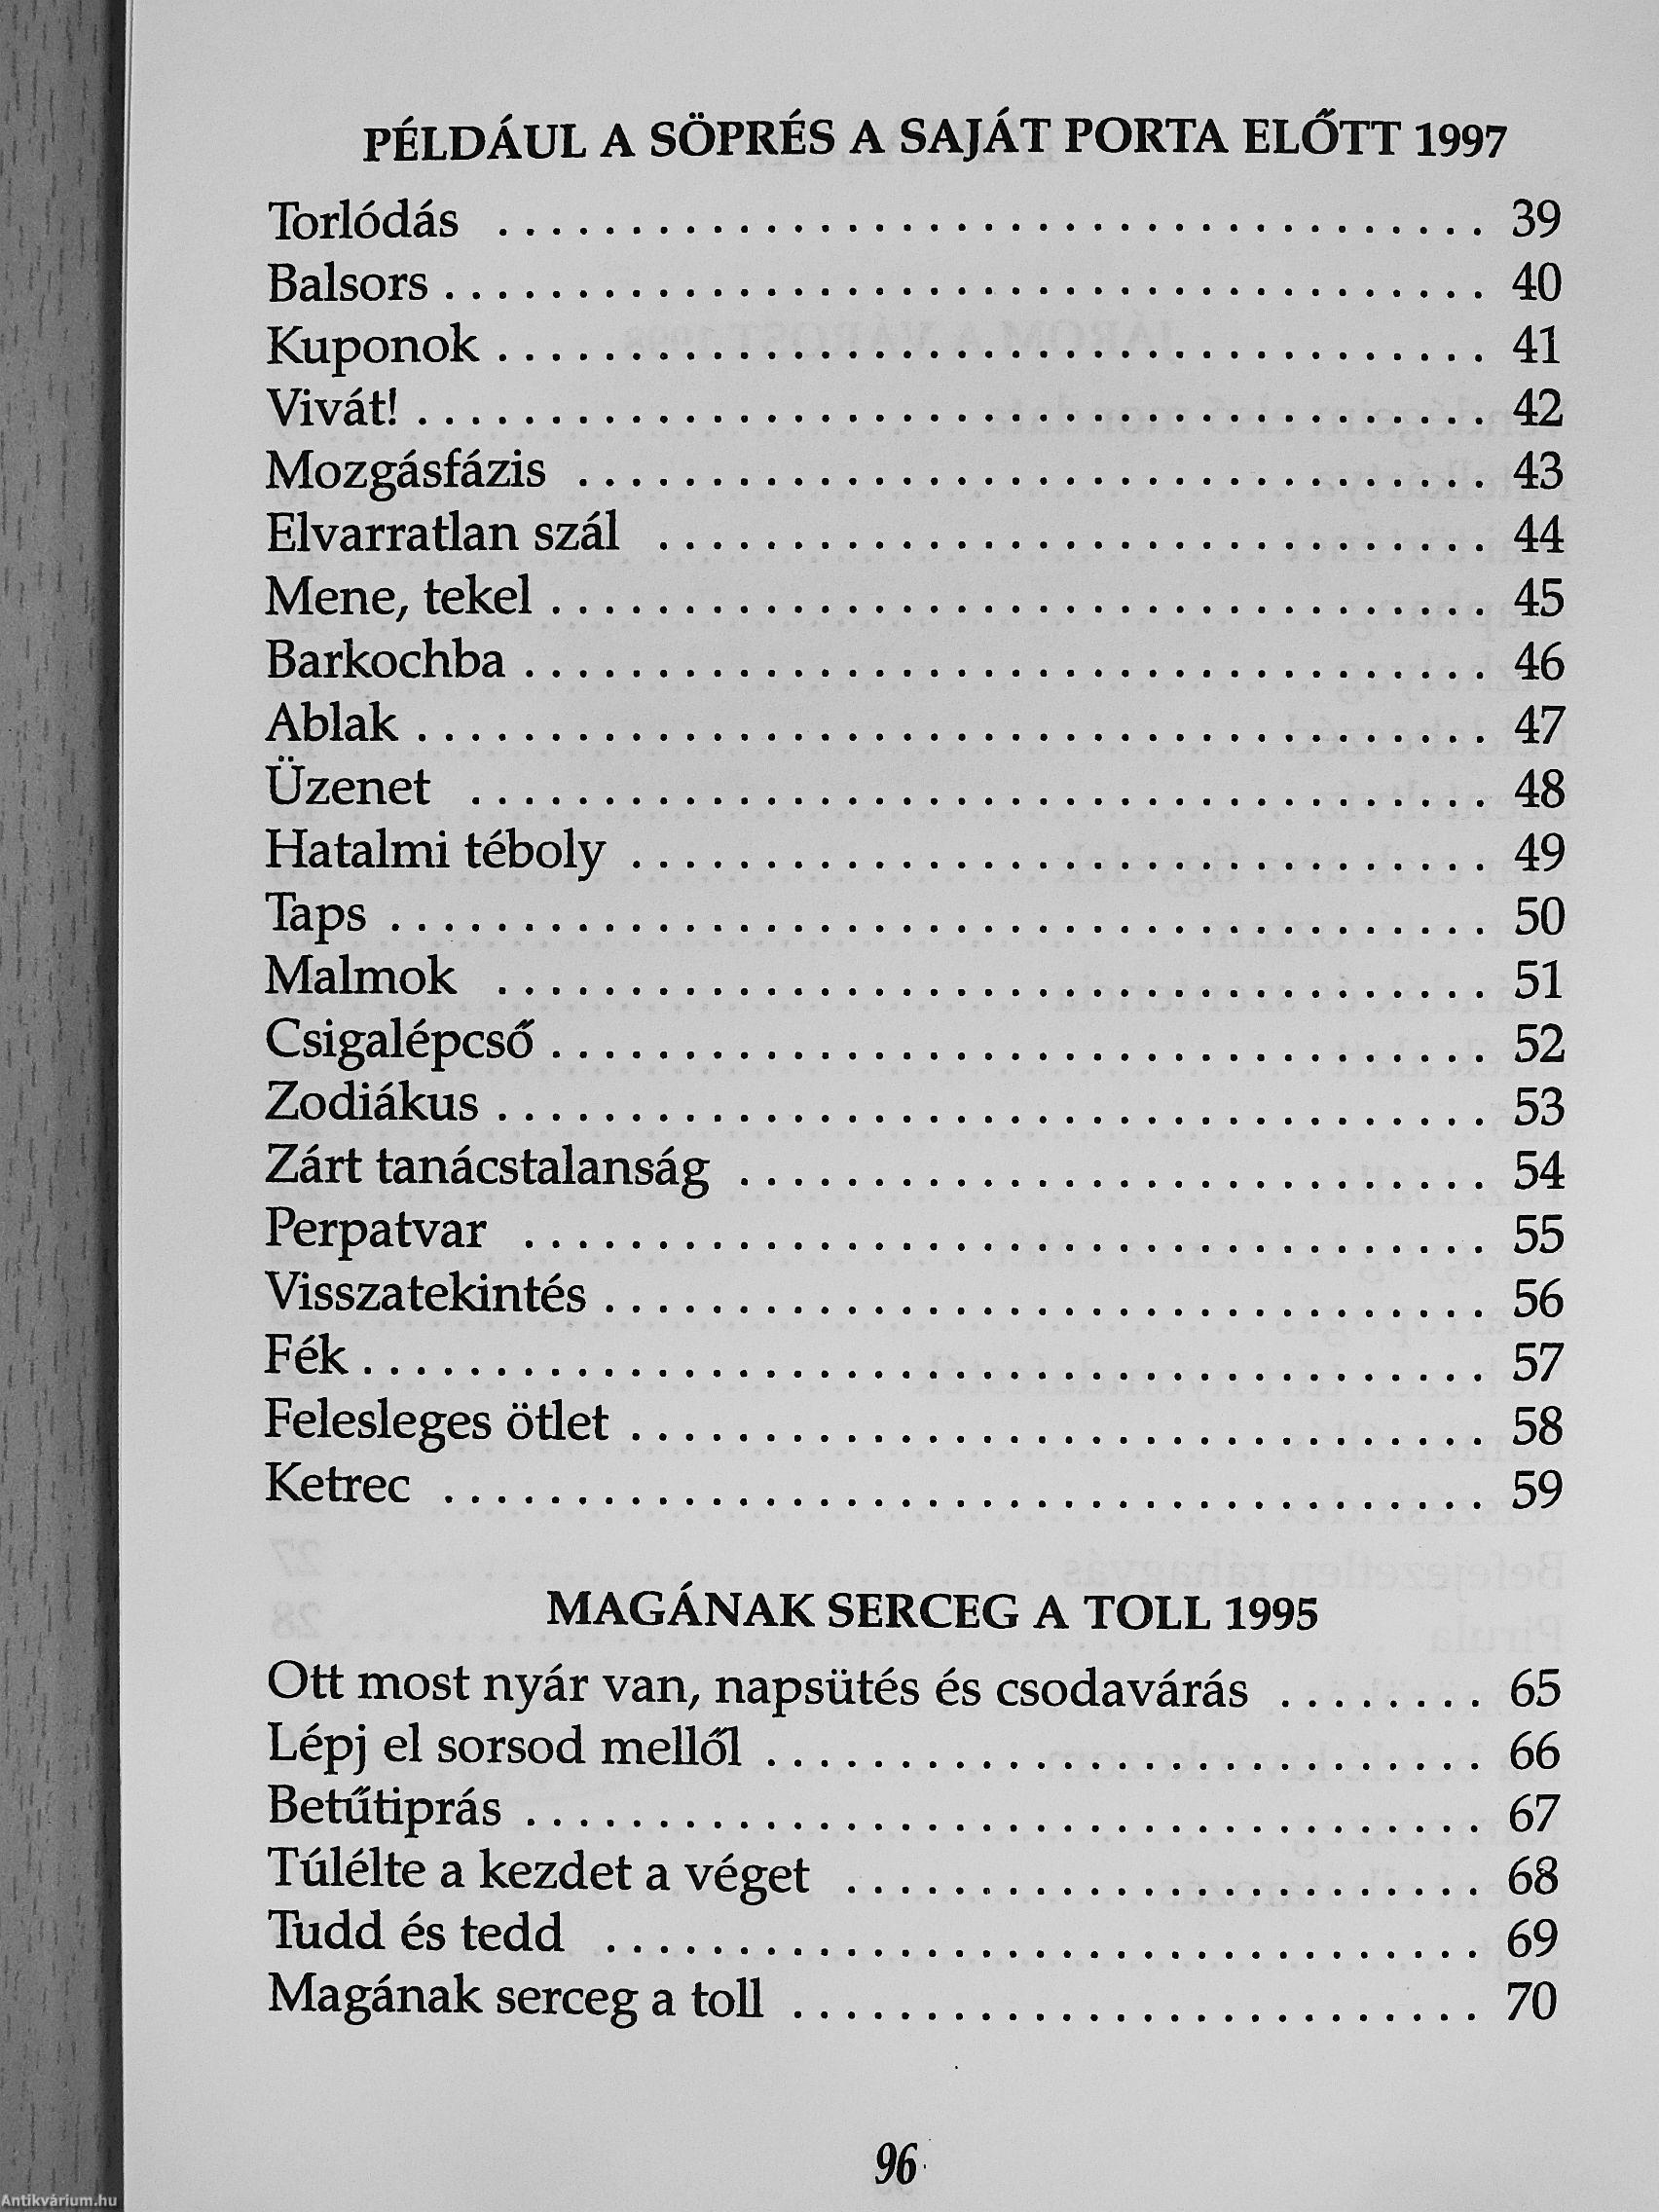 PÉLDÁUL A SÖPRÉS A SAJÁT PORTA ELŐTT 1997
Torlódás . . . . . . . . . . . . . . . . . . . . . . . . . . . . . . . . . . . . . 39
Balsors . . . . . . . . . . . . . . . . . . . . . . . . . . . . . . . . . . . . . . . 40
Kuponok . . . . . . . . . . . . . . . . . . . . . . . . . . . . . . . . . . . . . 41
Vivát! . . . . . . . . . . . . . . . . . . . . . . . . . . . . . . . . . . . . . . . . 42
Mozgásfázis . . . . . . . . . . . . . . . . . . . . . . . . . . . . . . . . . . 43
Elvarratlan szál . . . . . . . . . . . . . . . . . . . . . . . . . . . . . . . 44
Mene, tekel . . . . . . . . . . . . . . . . . . . . . . . . . . . . . . . . . . . 45
Barkochba . . . . . . . . . . . . . . . . . . . . . . . . . . . . . . . . . . . . 46
Ablak . . . . . . . . . . . . . . . . . . . . . . . . . . . . . . . . . . . . . . . . 47
Üzenet . . . . . . . . . . . . . . . . . . . . . . . . . . . . . . . . . . . . . . 48
Hatalmi téboly . . . . . . . . . . . . . . . . . . . . . . . . . . . . . . . . 49
Taps . . . . . . . . . . . . . . . . . . . . . . . . . . . . . . . . . . . . . . . . . 50
Malmok . . . . . . . . . . . . . . . . . . . . . . . . . . . . . . . . . . . . . 51
Csigalépcső . . . . . . . . . . . . . . . . . . . . . . . . . . . . . . . . . . . 52
Zodiákus . . . . . . . . . . . . . . . . . . . . . . . . . . . . . . . . . . . . . 53
Zárt tanácstalanság . . . . . . . . . . . . . . . . . . . . . . . . . . . . 54
Perpatvar . . . . . . . . . . . . . . . . . . . . . . . . . . . . . . . . . . . . 55
Visszatekintés . . . . . . . . . . . . . . . . . . . . . . . . . . . . . . . . . 56
Fék . . . . . . . . . . . . . . . . . . . . . . . . . . . . . . . . . . . . . . . . . . 57
Felesleges ötlet . . . . . . . . . . . . . . . . . . . . . . . . . . . . . . . . 58
Ketrec . . . . . . . . . . . . . . . . . . . . . . . . . . . . . . . . . . . . . . . 59
MAGÁNAK SERCEG A TOLL 1995
Ott most nyár van, napsütés és csodavárás . . . . . . . . 65
Lépj el sorsod mellől . . . . . . . . . . . . . . . . . . . . . . . . . . . 66
Betűtiprás . . . . . . . . . . . . . . . . . . . . . . . . . . . . . . . . . . . . 67
Túlélte a kezdet a véget . . . . . . . . . . . . . . . . . . . . . . . . 68
Tudd és tedd . . . . . . . . . . . . . . . . . . . . . . . . . . . . . . . . . 69
Magának serceg a toll . . . . . . . . . . . . . . . . . . . . . . . . . . 70
96
Antikvárium.hu